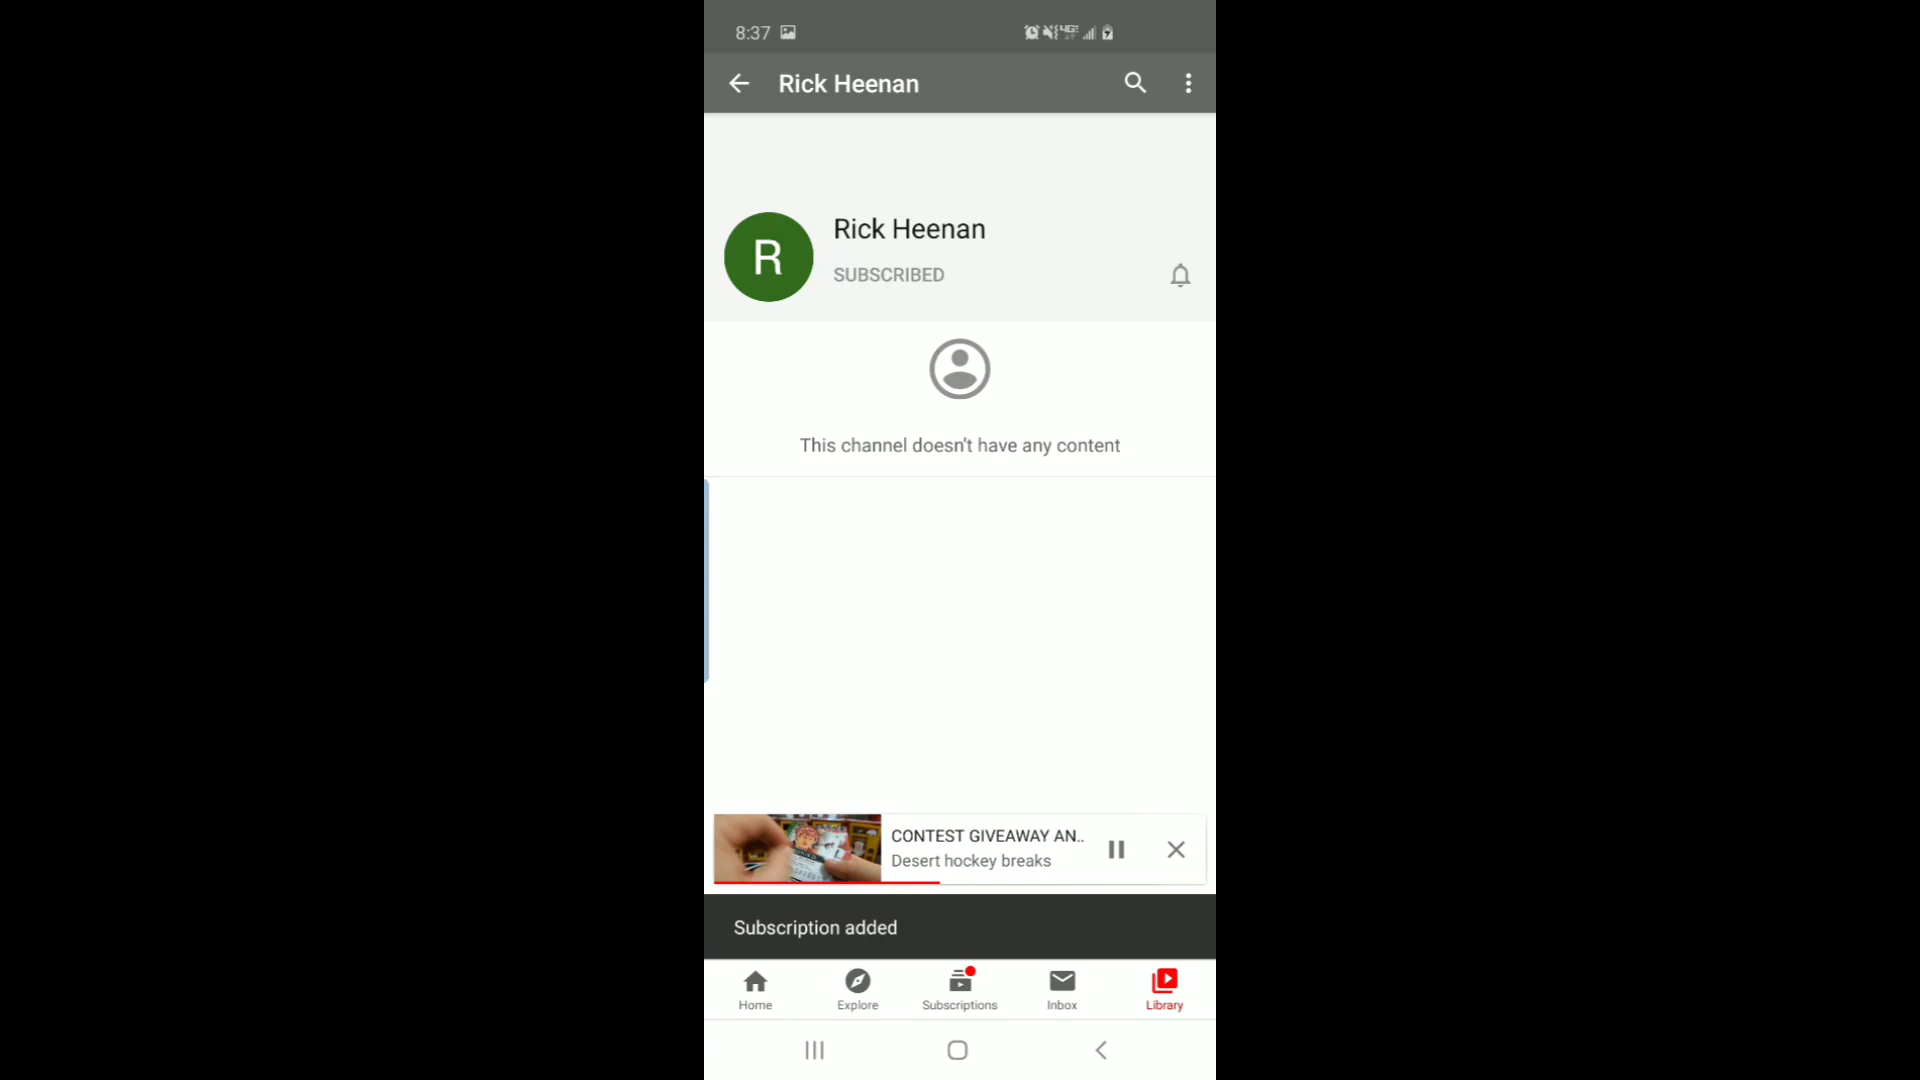 8:37
4GE
Rick Heenan
R
Rick Heenan
SUBSCRIBED
This channel doesn't have any content
CONTEST GIVEAWAY AN..
Desert hockey breaks
Subscription added
Home
Explore
Subscriptions
Inbox
Library